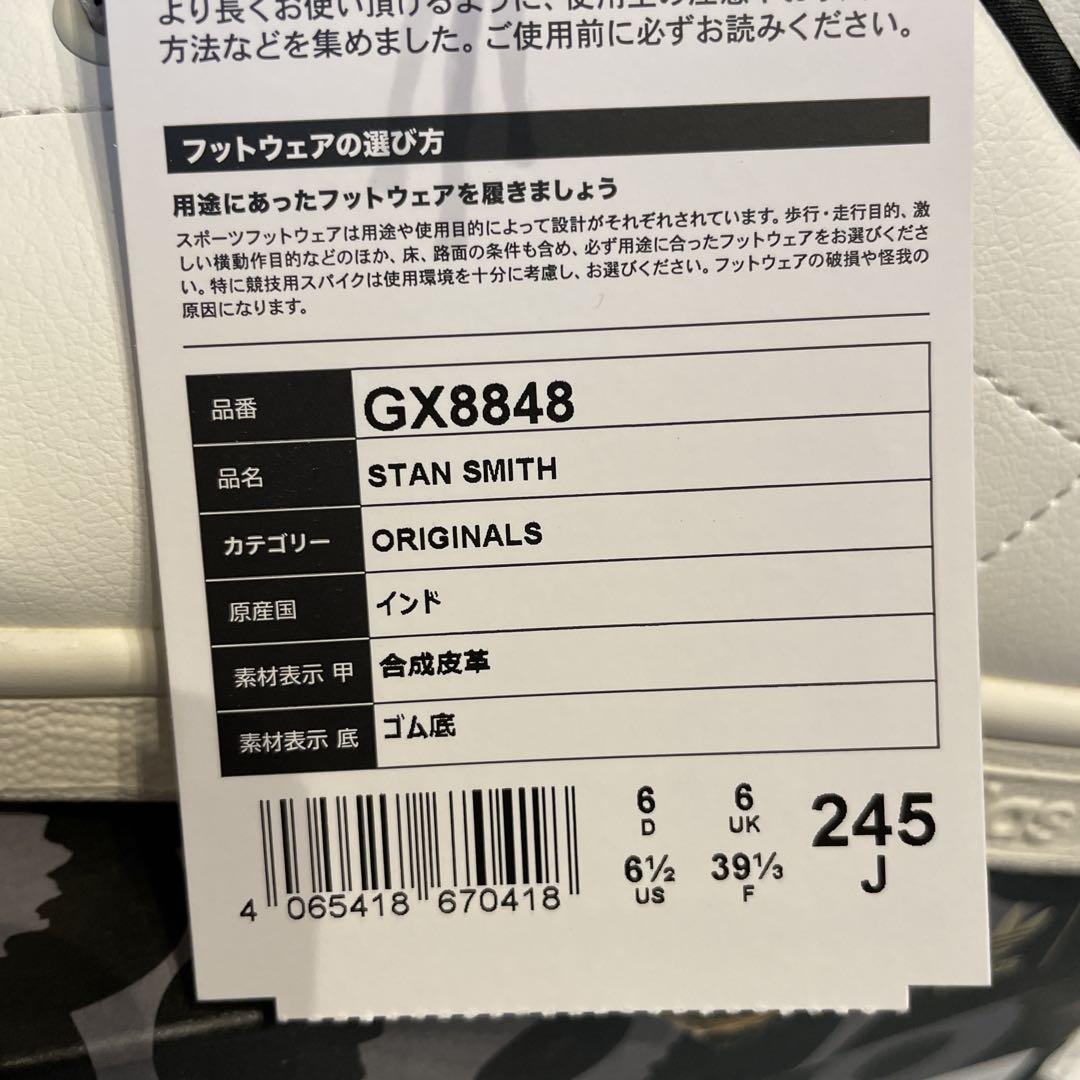 より長くお使い頂けるように、使用上の注意やお手入れ
方法などを集めました。ご使用前に必ずお読みください。
フットウェアの選び方
用途にあったフットウェアを履きましょう
スポーツフットウェアは用途や使用目的によって設計がそれぞれされています。歩行・走行目的、激
しい横動作目的などのほか、床、路面の条件も含め、必ず用途に合ったフットウェアをお選びくださ
い。特に競技用スパイクは使用環境を十分に考慮し、お選びください。フットウェアの破損や怪我の
原因になります。
品番 GX8848
品名 STAN SMITH
カテゴリー ORIGINALS
原産国 インド
素材表示 甲 合成皮革
素材表示 底 ゴム底
6 6 245
D UK J
6½ 39⅓
US F
4 065418 670418